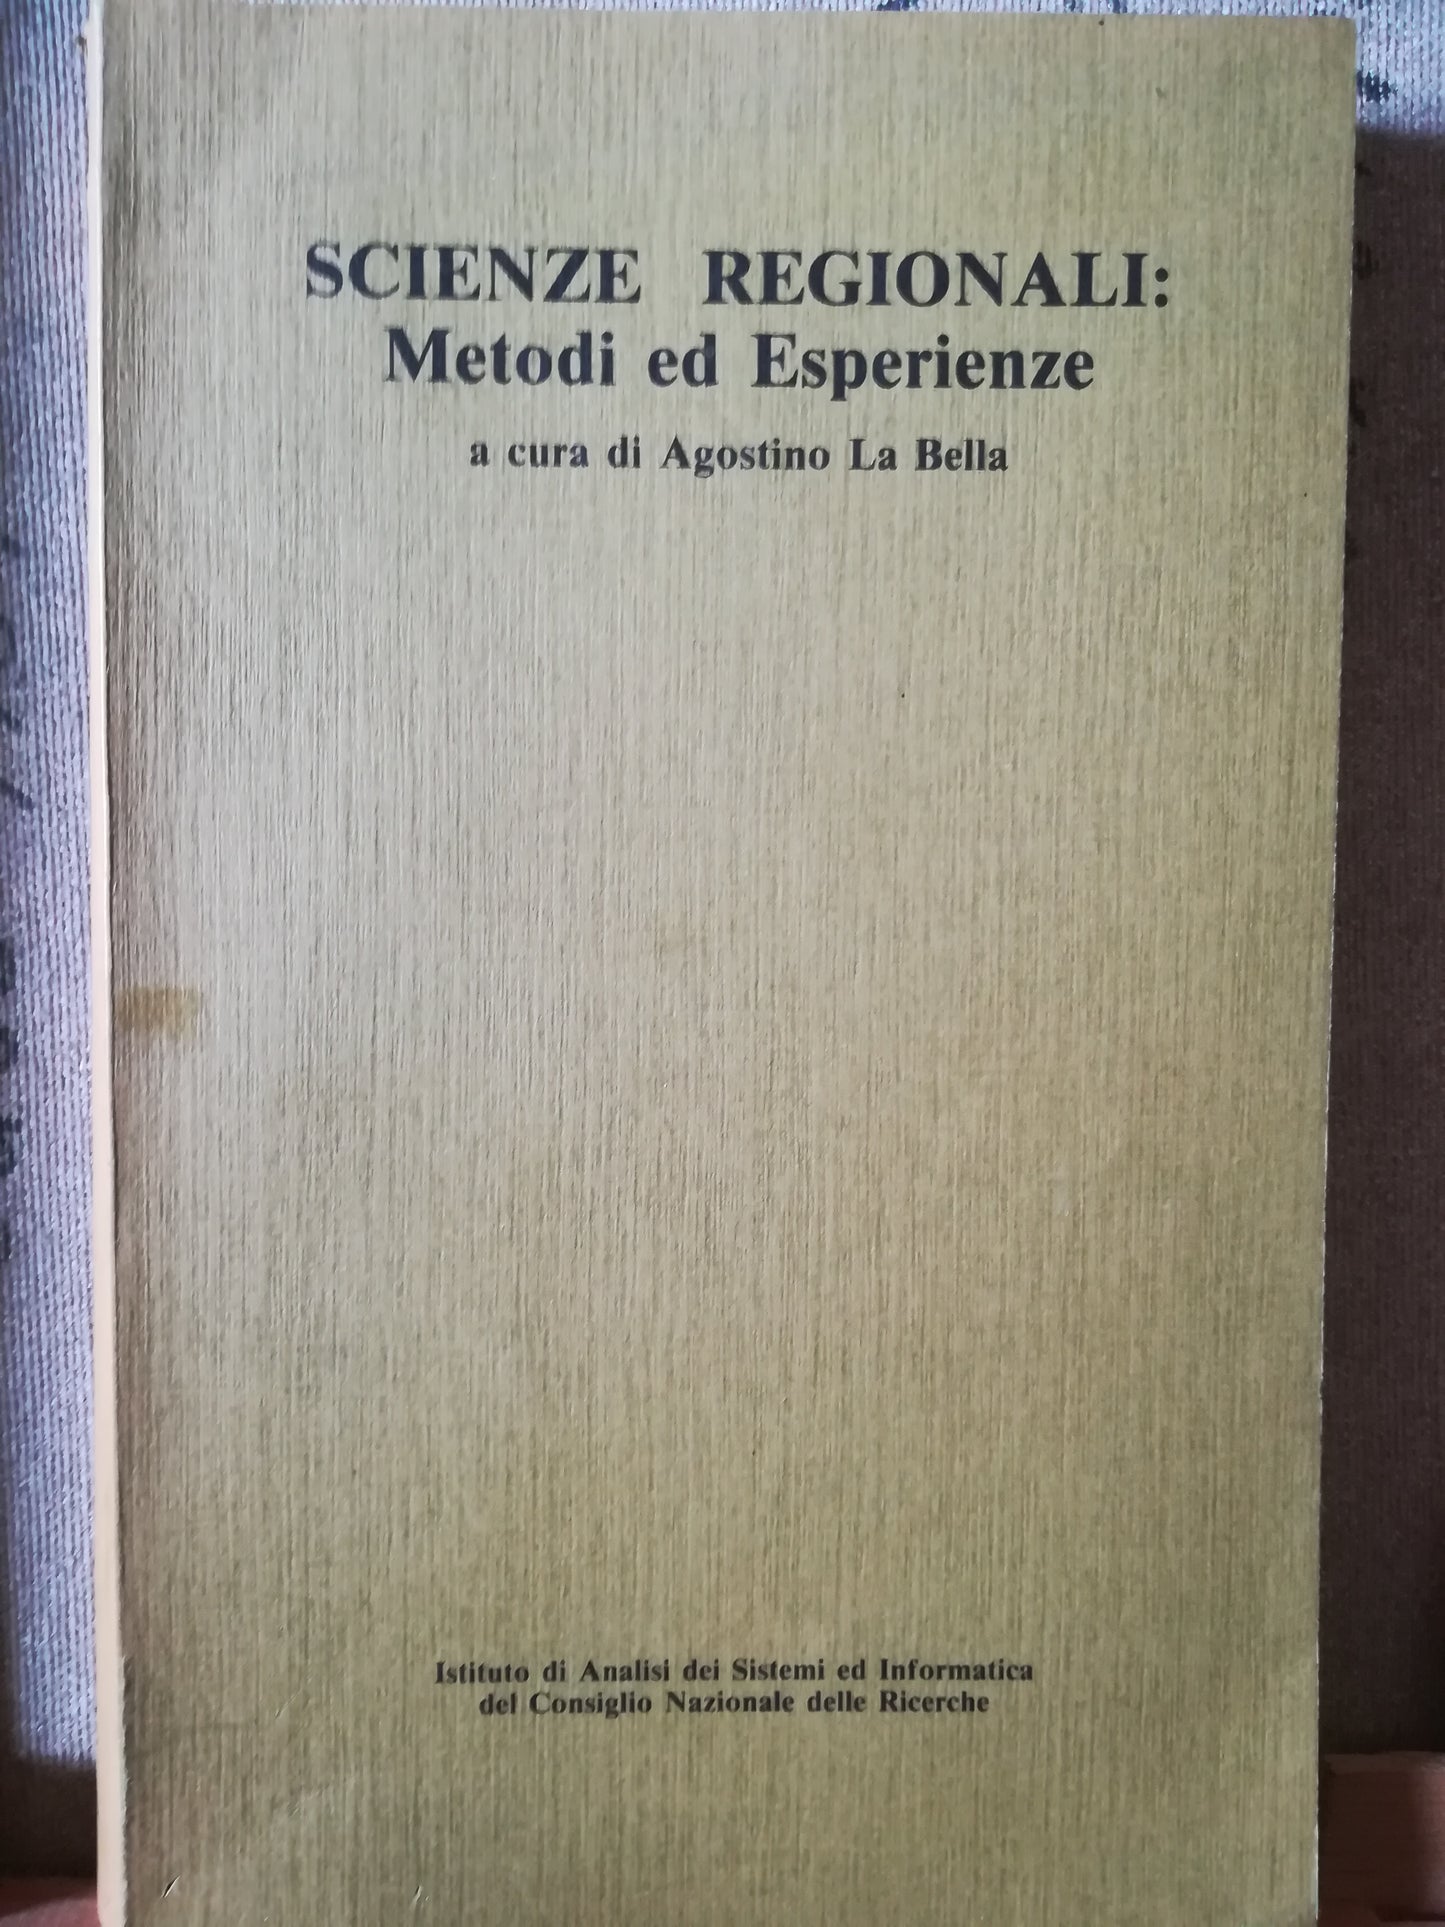 SCIENZE REGIONALI:
Metodi ed Esperienze
a cura di Agostino La Bella
Istituto di Analisi dei Sistemi ed Informatica
del Consiglio Nazionale delle Ricerche